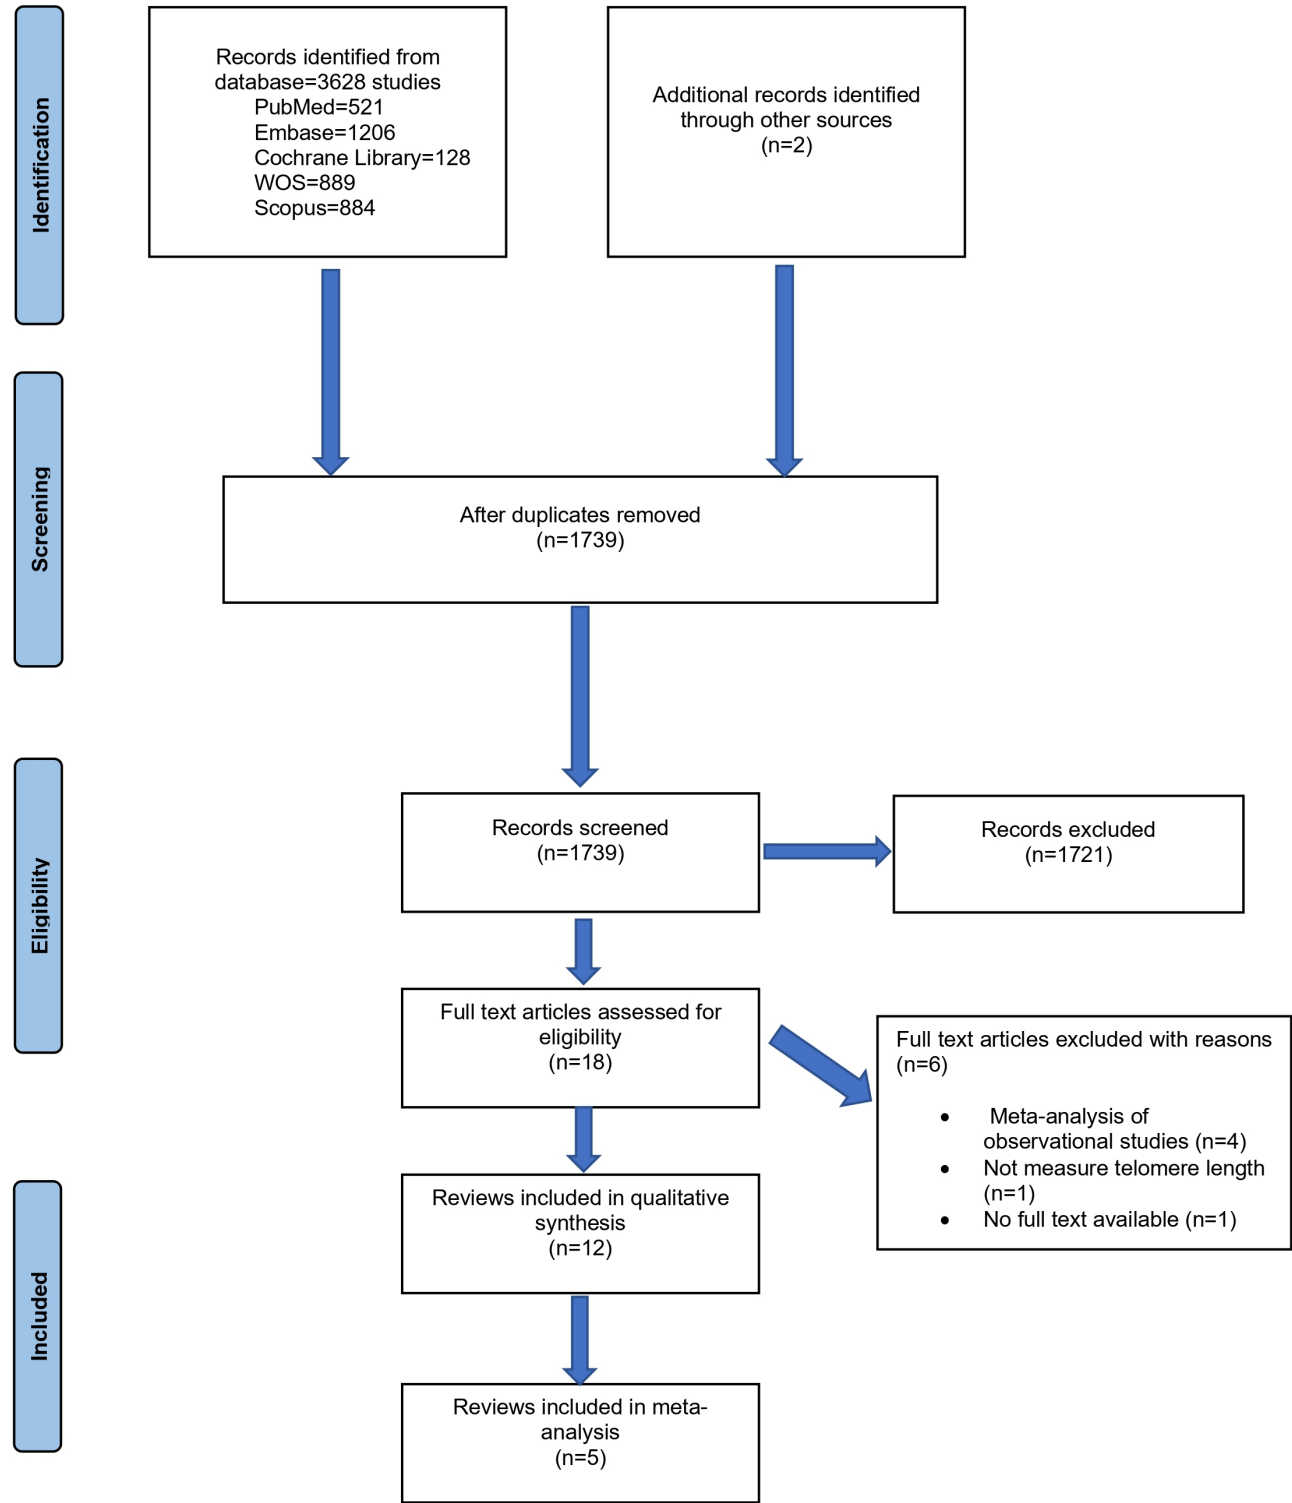 Identification
Records identified from
database=3628 studies
PubMed=521
Embase=1206
Cochrane Library=128
WOS=889
Scopus=884
Additional records identified
through other sources
(n=2)
Screening
After duplicates removed
(n=1739)
Eligibility
Records screened
(n=1739)
Records excluded
(n=1721)
Full text articles assessed for
eligibility
(n=18)
Full text articles excluded with reasons
(n=6)
• Meta-analysis of
observational studies (n=4)
• Not measure telomere length
(n=1)
• No full text available (n=1)
Included
Reviews included in qualitative
synthesis
(n=12)
Reviews included in meta-
analysis
(n=5)